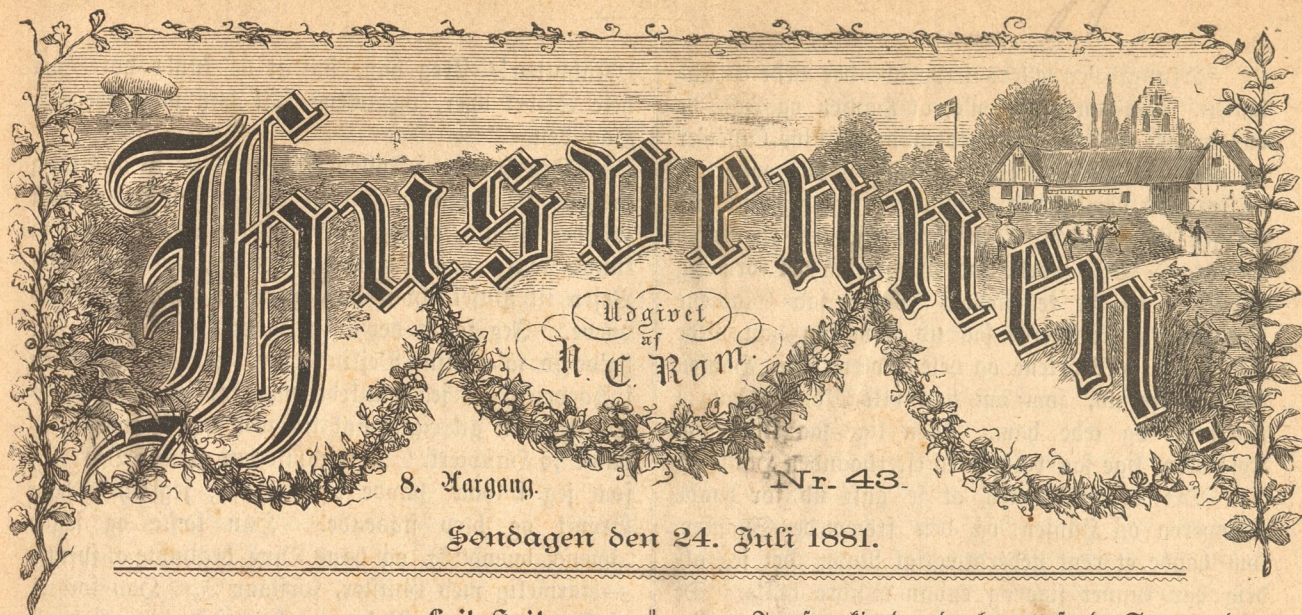 Husvennen.
Udgivet
af
N. C. Rom.
8. Aargang.
Nr. 43.
Søndagen den 24. Juli 1881.